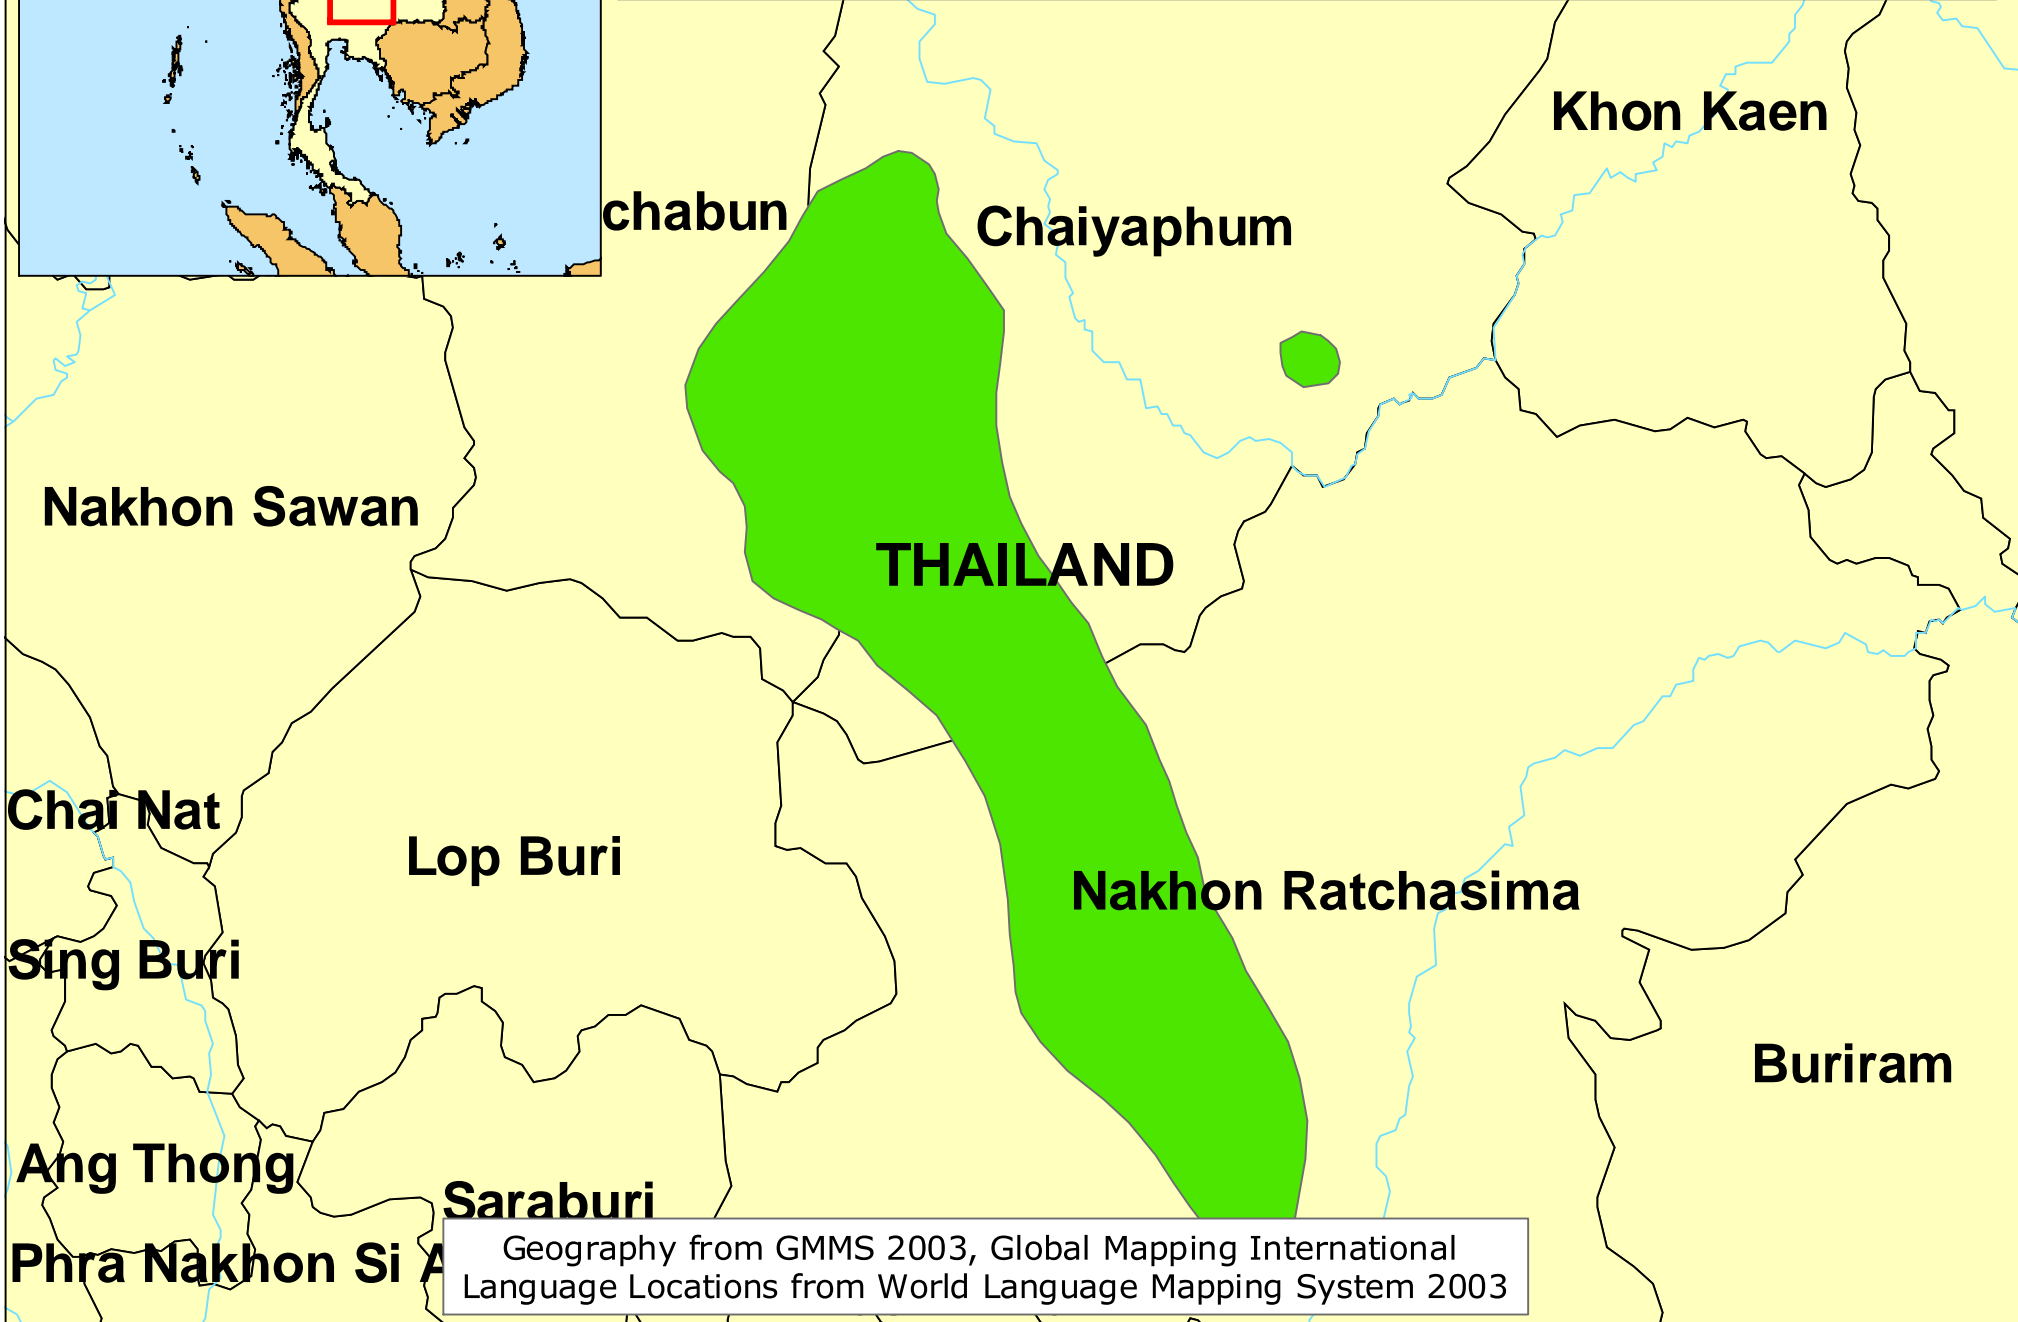 Khon Kaen
chabun
Chaiyaphum
Nakhon Sawan
THAILAND
Chai Nat
Lop Buri
Nakhon Ratchasima
Sing Buri
Buriram
Ang Thong
Saraburi
Phra Nakhon Si A
Geography from GMMS 2003, Global Mapping International
Language Locations from World Language Mapping System 2003